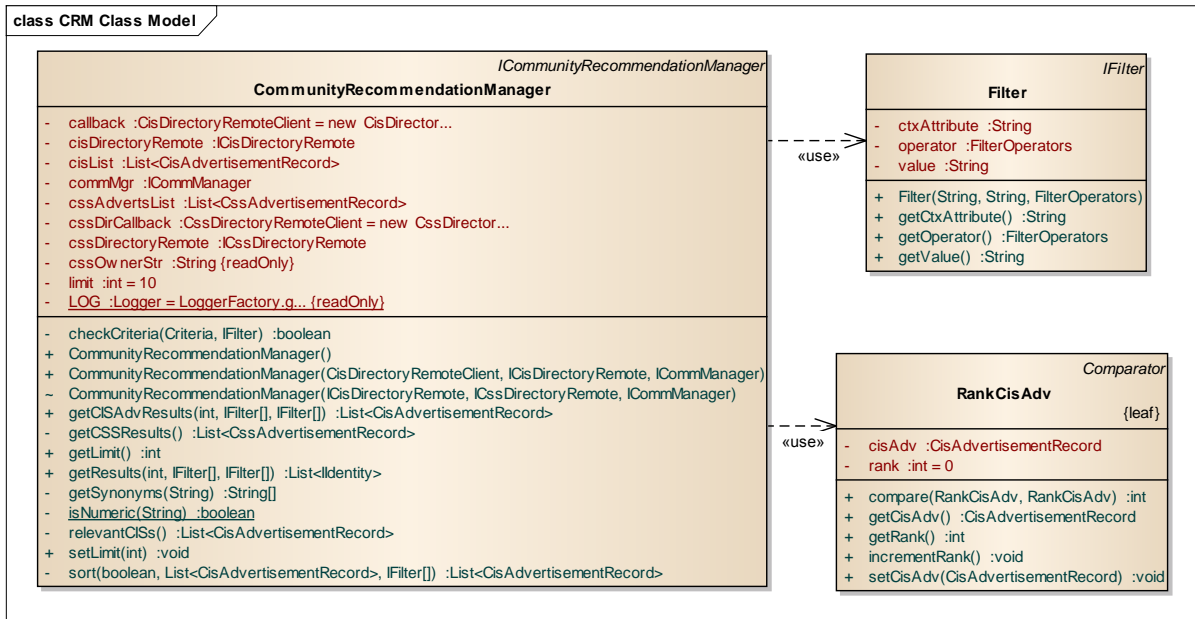 class CRM Class Model
ICommunityRecommendationManager
CommunityRecommendationManager
- callback :CisDirectoryRemoteClient = new CisDirector...
- cisDirectoryRemote :ICisDirectoryRemote
- cisList :List<CisAdvertisementRecord>
- commMgr :ICommManager
- cssAdvertsList :List<CssAdvertisementRecord>
- cssDirCallback :CssDirectoryRemoteClient = new CssDirector...
- cssDirectoryRemote :ICssDirectoryRemote
- cssOwnerStr :String {readOnly}
- limit :int = 10
- LOG :Logger = LoggerFactory.g... {readOnly}
- checkCriteria(Criteria, IFilter) :boolean
+ CommunityRecommendationManager()
+ CommunityRecommendationManager(CisDirectoryRemoteClient, ICisDirectoryRemote, ICommManager)
~ CommunityRecommendationManager(ICisDirectoryRemote, ICssDirectoryRemote, ICommManager)
+ getCISAdvResults(int, IFilter[], IFilter[]) :List<CisAdvertisementRecord>
- getCSSResults() :List<CssAdvertisementRecord>
+ getLimit() :int
+ getResults(int, IFilter[], IFilter[]) :List<IIdentity>
- getSynonyms(String) :String[]
- isNumeric(String) :boolean
- relevantCISs() :List<CisAdvertisementRecord>
+ setLimit(int) :void
- sort(boolean, List<CisAdvertisementRecord>, IFilter[]) :List<CisAdvertisementRecord>
«use»
IFilter
Filter
- ctxAttribute :String
- operator :FilterOperators
- value :String
+ Filter(String, String, FilterOperators)
+ getCtxAttribute() :String
+ getOperator() :FilterOperators
+ getValue() :String
«use»
Comparator
RankCisAdv
{leaf}
- cisAdv :CisAdvertisementRecord
- rank :int = 0
+ compare(RankCisAdv, RankCisAdv) :int
+ getCisAdv() :CisAdvertisementRecord
+ getRank() :int
+ incrementRank() :void
+ setCisAdv(CisAdvertisementRecord) :void